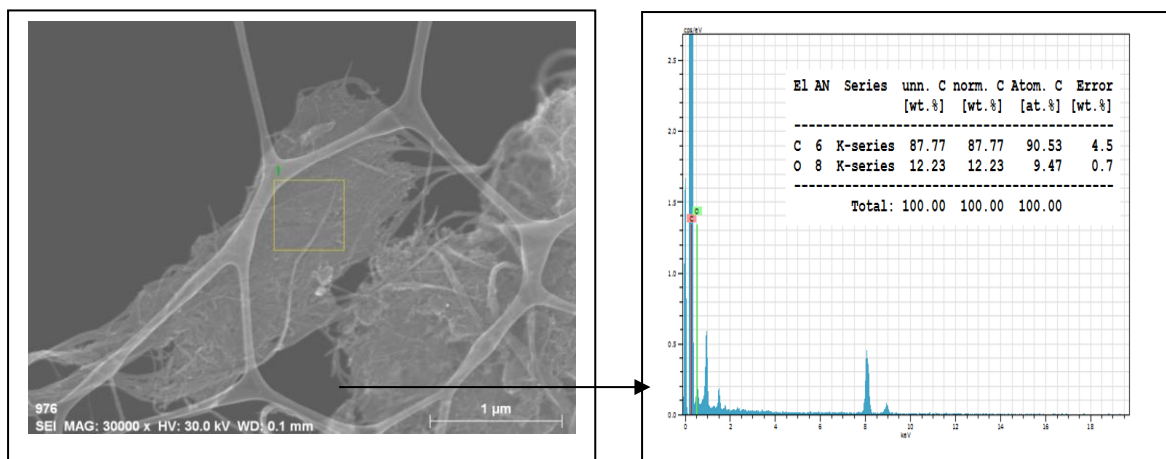 1
976
SEI MAG: 30000 x HV: 30.0 kV WD: 0.1 mm
1 µm
cps/eV
2.5
2.0
1.5
1.0
0.5
0.0
0 2 4 6 8 10 12 14 16 18
keV
C
O
El AN Series unn. C norm. C Atom. C Error
[wt.%] [wt.%] [at.%] [wt.%]
C 6 K-series 87.77 87.77 90.53 4.5
O 8 K-series 12.23 12.23 9.47 0.7
Total: 100.00 100.00 100.00